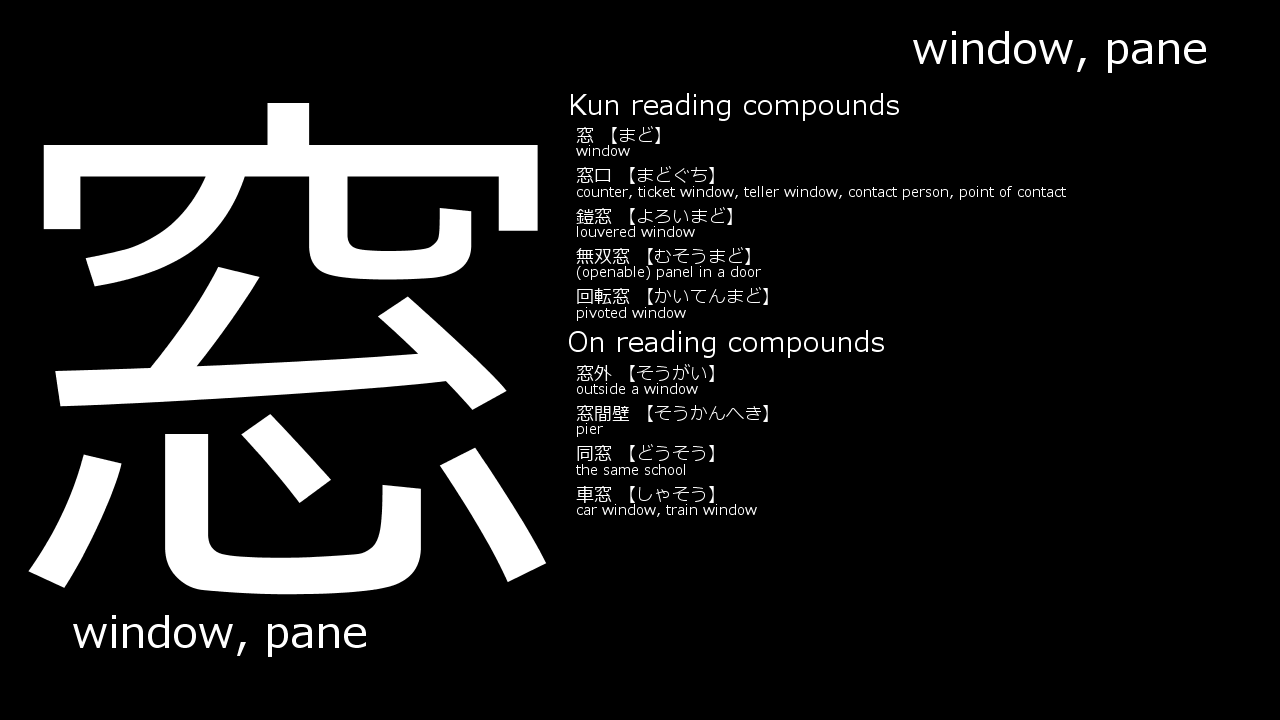 window, pane
窓
Kun reading compounds
窓 【まど】
window
窓口 【まどぐち】
counter, ticket window, teller window, contact person, point of contact
鎧窓 【よろいまど】
louvered window
無双窓 【むそうまど】
(openable) panel in a door
回転窓 【かいてんまど】
pivoted window
On reading compounds
窓外 【そうがい】
outside a window
窓間壁 【そうかんへき】
pier
同窓 【どうそう】
the same school
車窓 【しゃそう】
car window, train window
window, pane